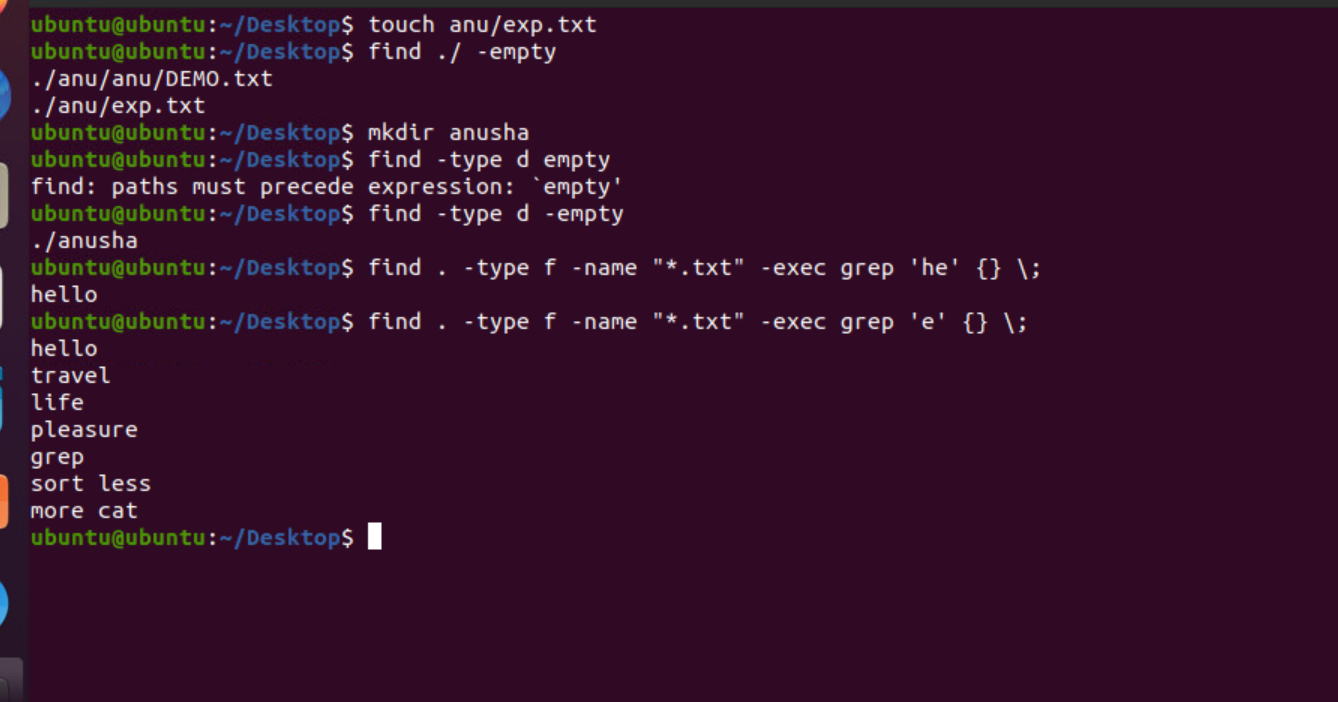 ubuntu@ubuntu:~/Desktop$ touch anu/exp.txt
ubuntu@ubuntu:~/Desktop$ find ./ -empty
./anu/anu/DEMO.txt
./anu/exp.txt
ubuntu@ubuntu:~/Desktop$ mkdir anusha
ubuntu@ubuntu:~/Desktop$ find -type d empty
find: paths must precede expression: `empty'
ubuntu@ubuntu:~/Desktop$ find -type d -empty
./anusha
ubuntu@ubuntu:~/Desktop$ find . -type f -name "*.txt" -exec grep 'he' {} \;
hello
ubuntu@ubuntu:~/Desktop$ find . -type f -name "*.txt" -exec grep 'e' {} \;
hello
travel
life
pleasure
grep
sort less
more cat
ubuntu@ubuntu:~/Desktop$